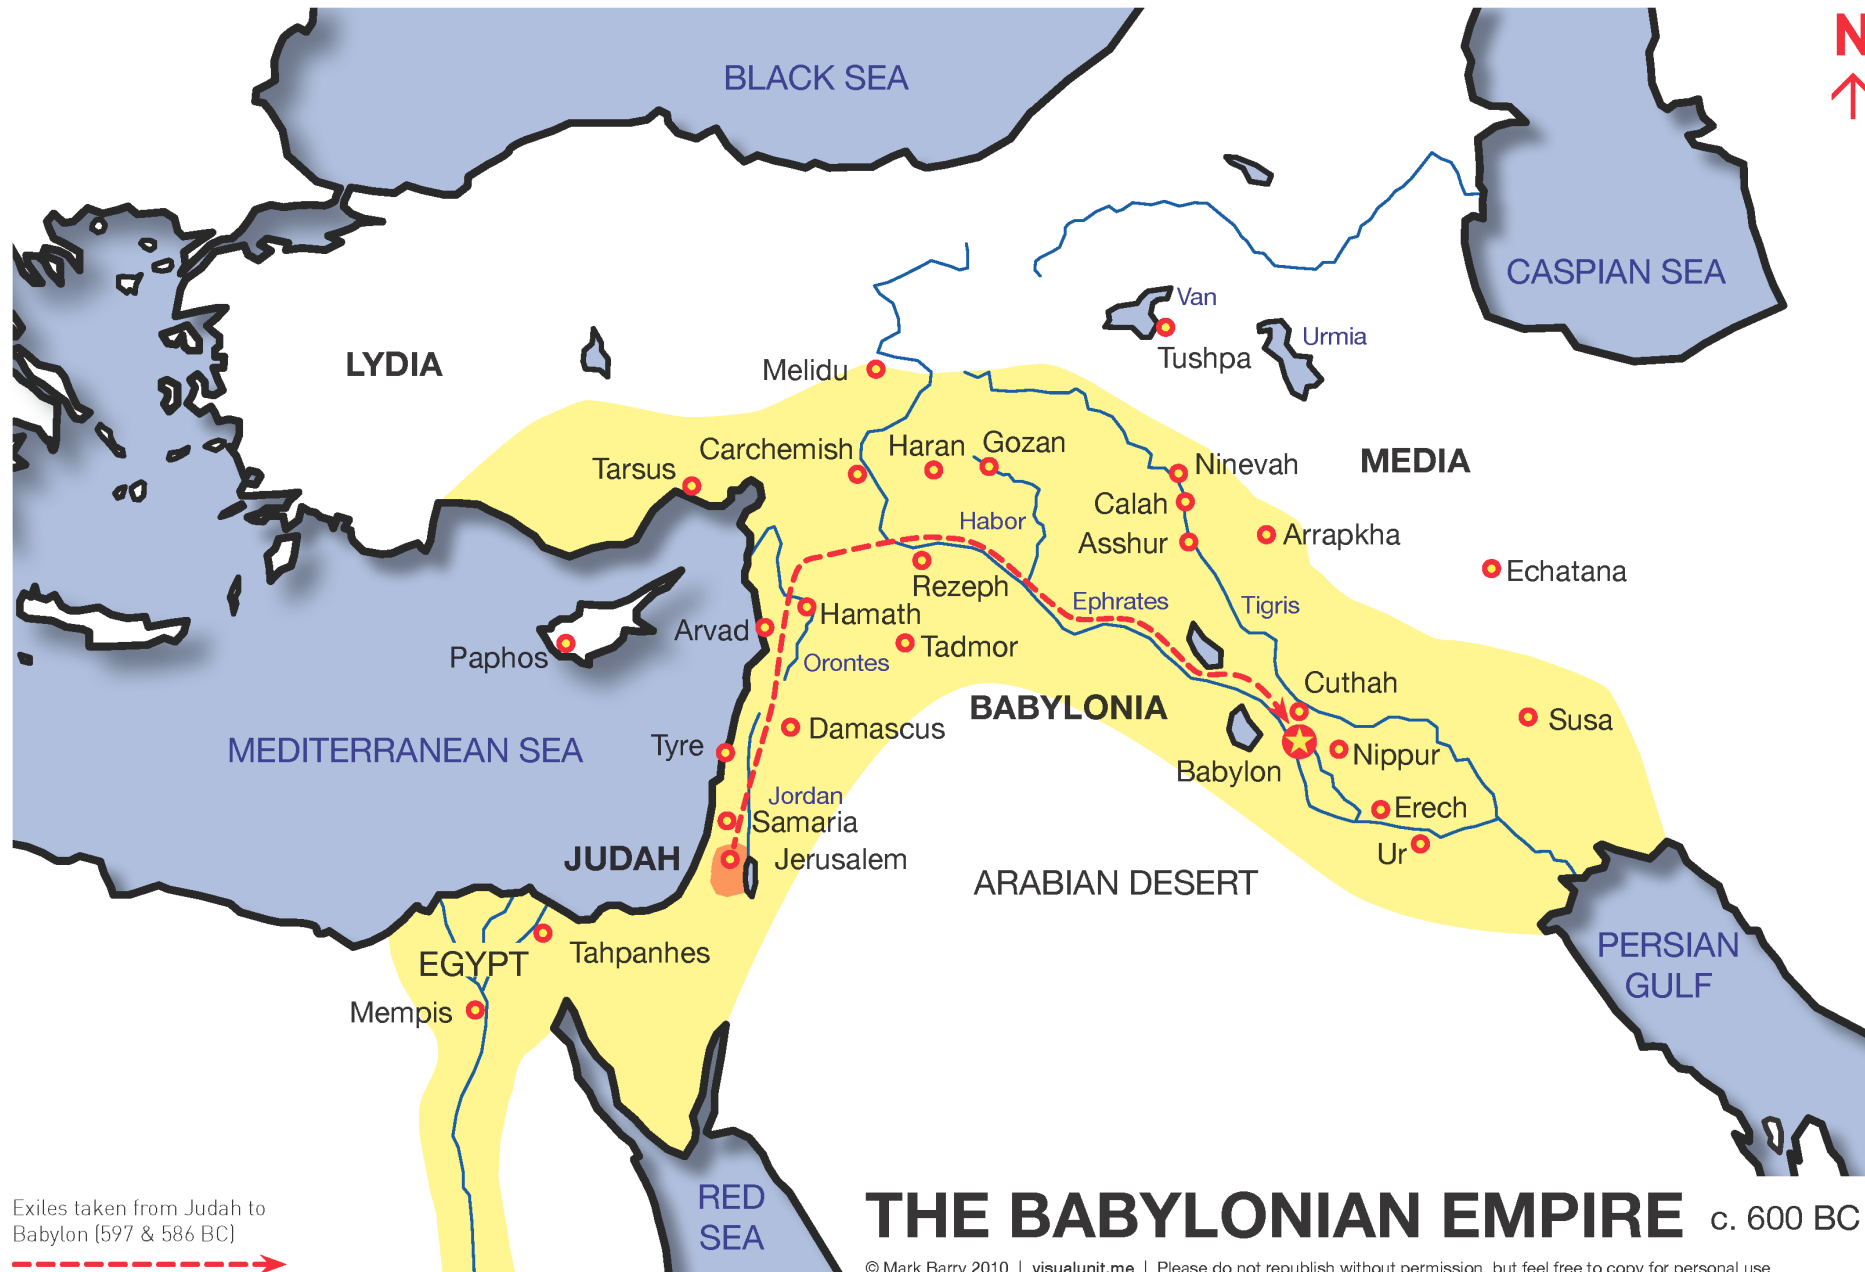 N
BLACK SEA
CASPIAN SEA
Van
Urmia
Tushpa
LYDIA
Melidu
MEDIA
Carchemish
Haran
Gozan
Tarsus
Ninevah
Calah
Habor
Asshur
Arrapkha
Echatana
Rezeph
Ephrates
Tigris
Hamath
Arvad
Tadmor
Paphos
Orontes
Cuthah
BABYLONIA
Susa
Damascus
Tyre
MEDITERRANEAN SEA
Nippur
Babylon
Jordan
Samaria
Erech
JUDAH
Jerusalem
Ur
ARABIAN DESERT
PERSIAN
GULF
Tahpanhes
EGYPT
Mempis
RED
SEA
Exiles taken from Judah to
Babylon (597 & 586 BC)
THE BABYLONIAN EMPIRE c. 600 BC
© Mark Barry 2010 | visualunit.me | Please do not republish without permission, but feel free to copy for personal use